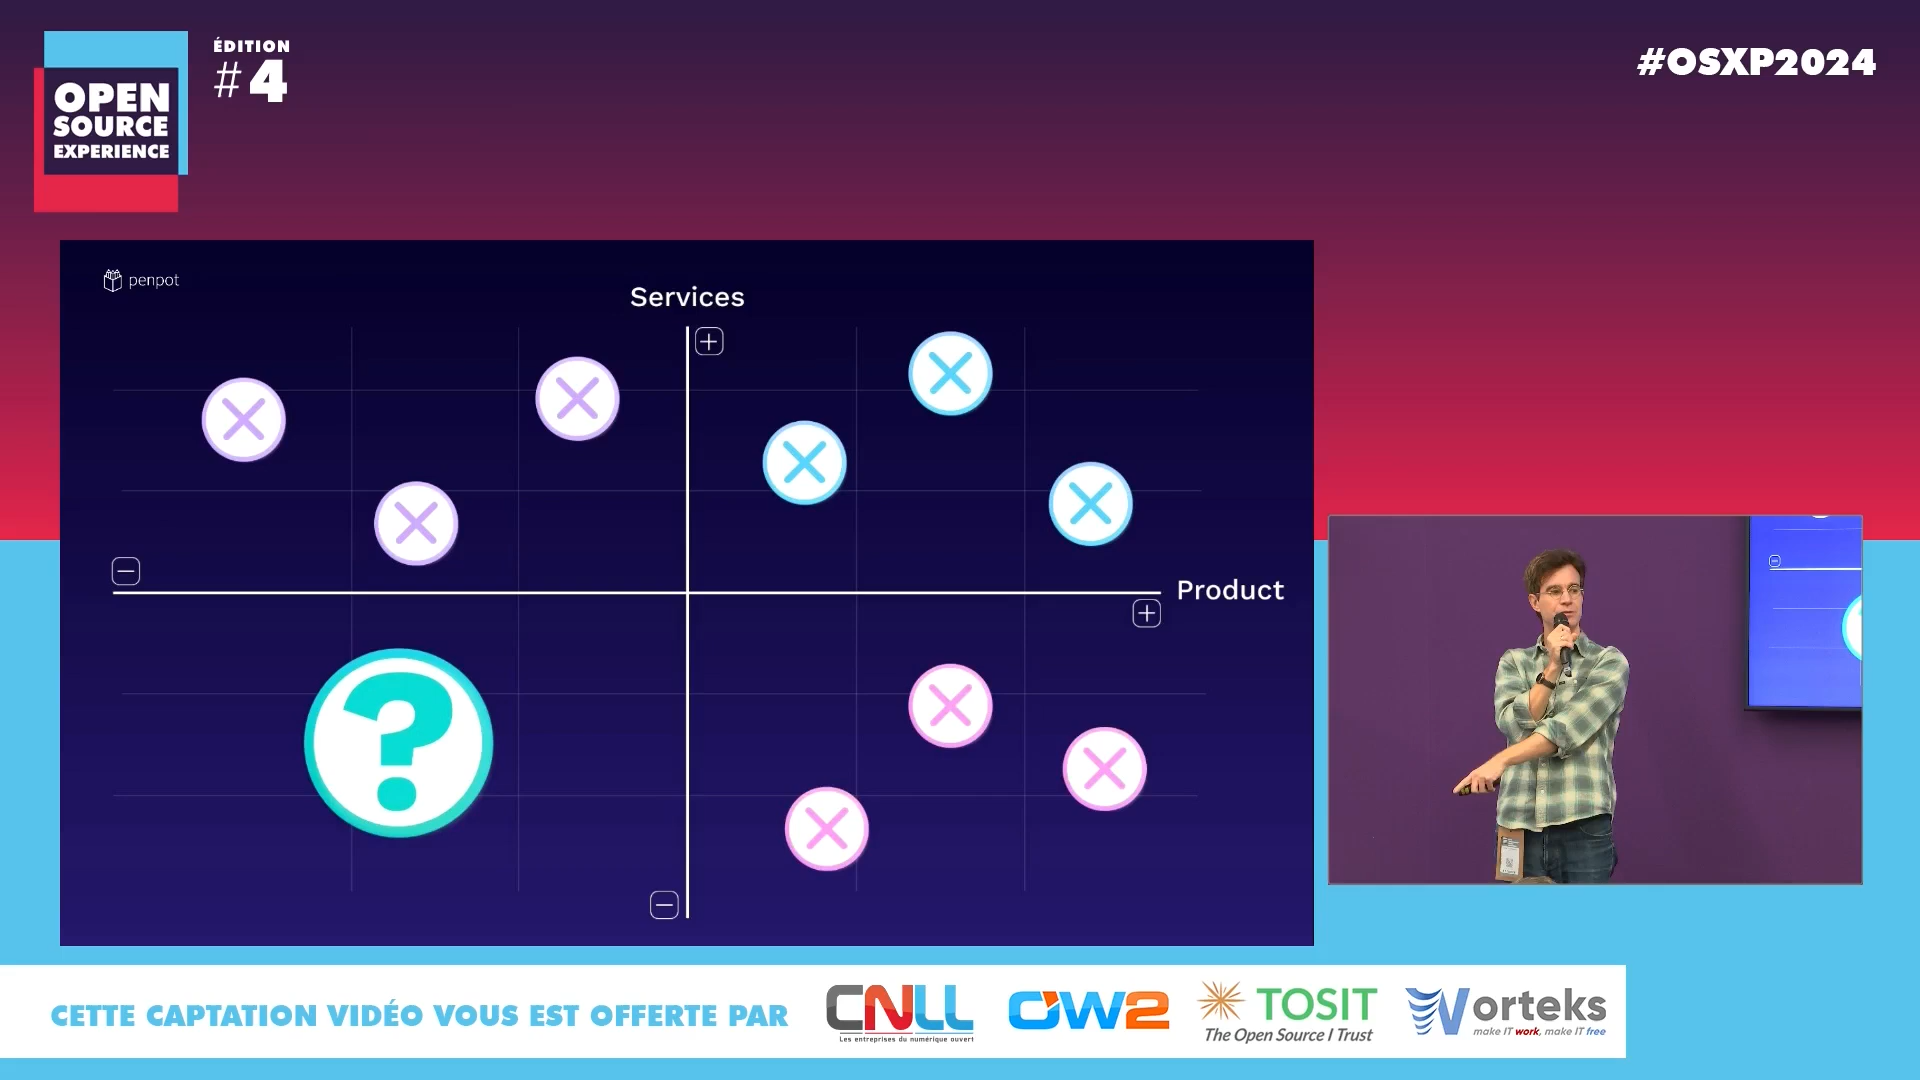 ÉDITION
#4
OPEN
SOURCE
EXPERIENCE
#OSXP2024
penpot
Services
Product
CETTE CAPTATION VIDÉO VOUS EST OFFERTE PAR
CNLL
Les entreprises du numérique ouvert
OW2
TOSIT
The Open Source I Trust
Worteks
make IT work, make IT free